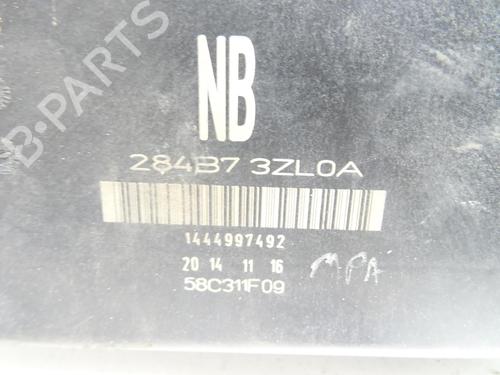 NB
284B7 3ZL0A
1444997492
20 14 11 16
MPA
58C311F09
B-PARTS